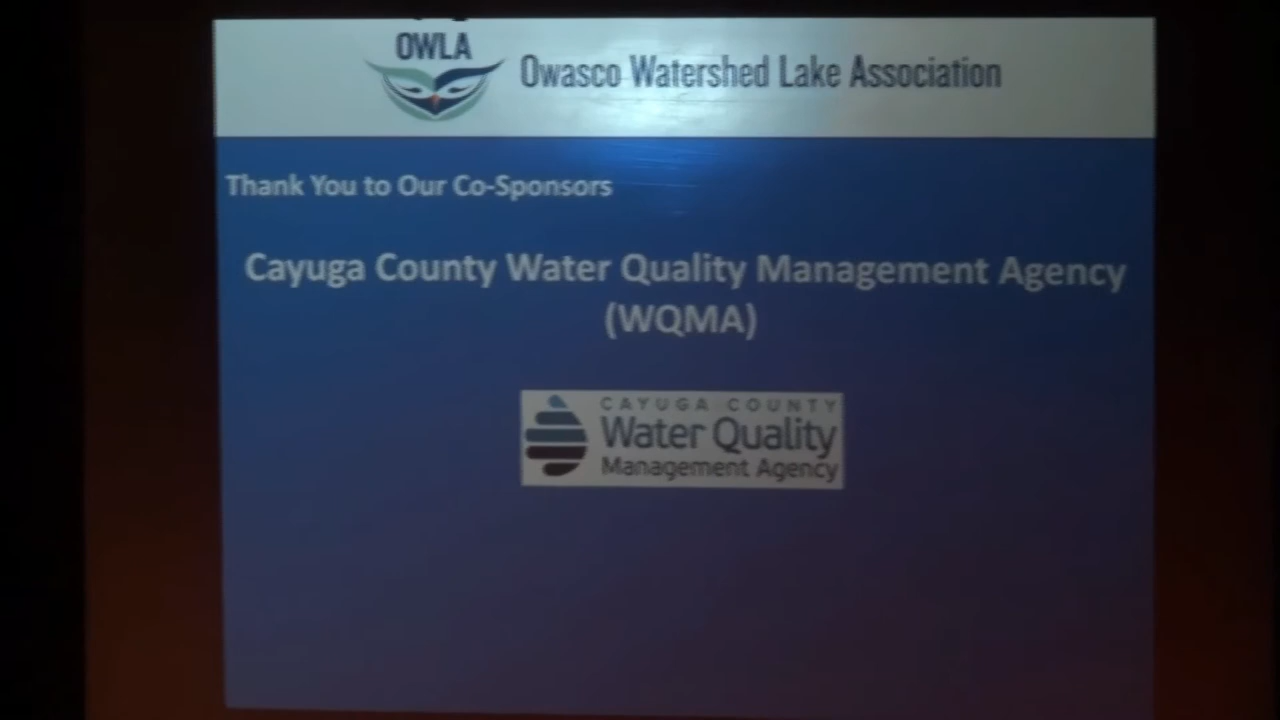 OWLA
Owasco Watershed Lake Association
Thank You to Our Co-Sponsors
Cayuga County Water Quality Management Agency
(WQMA)
CAYUGA COUNTY
Water Quality
Management Agency